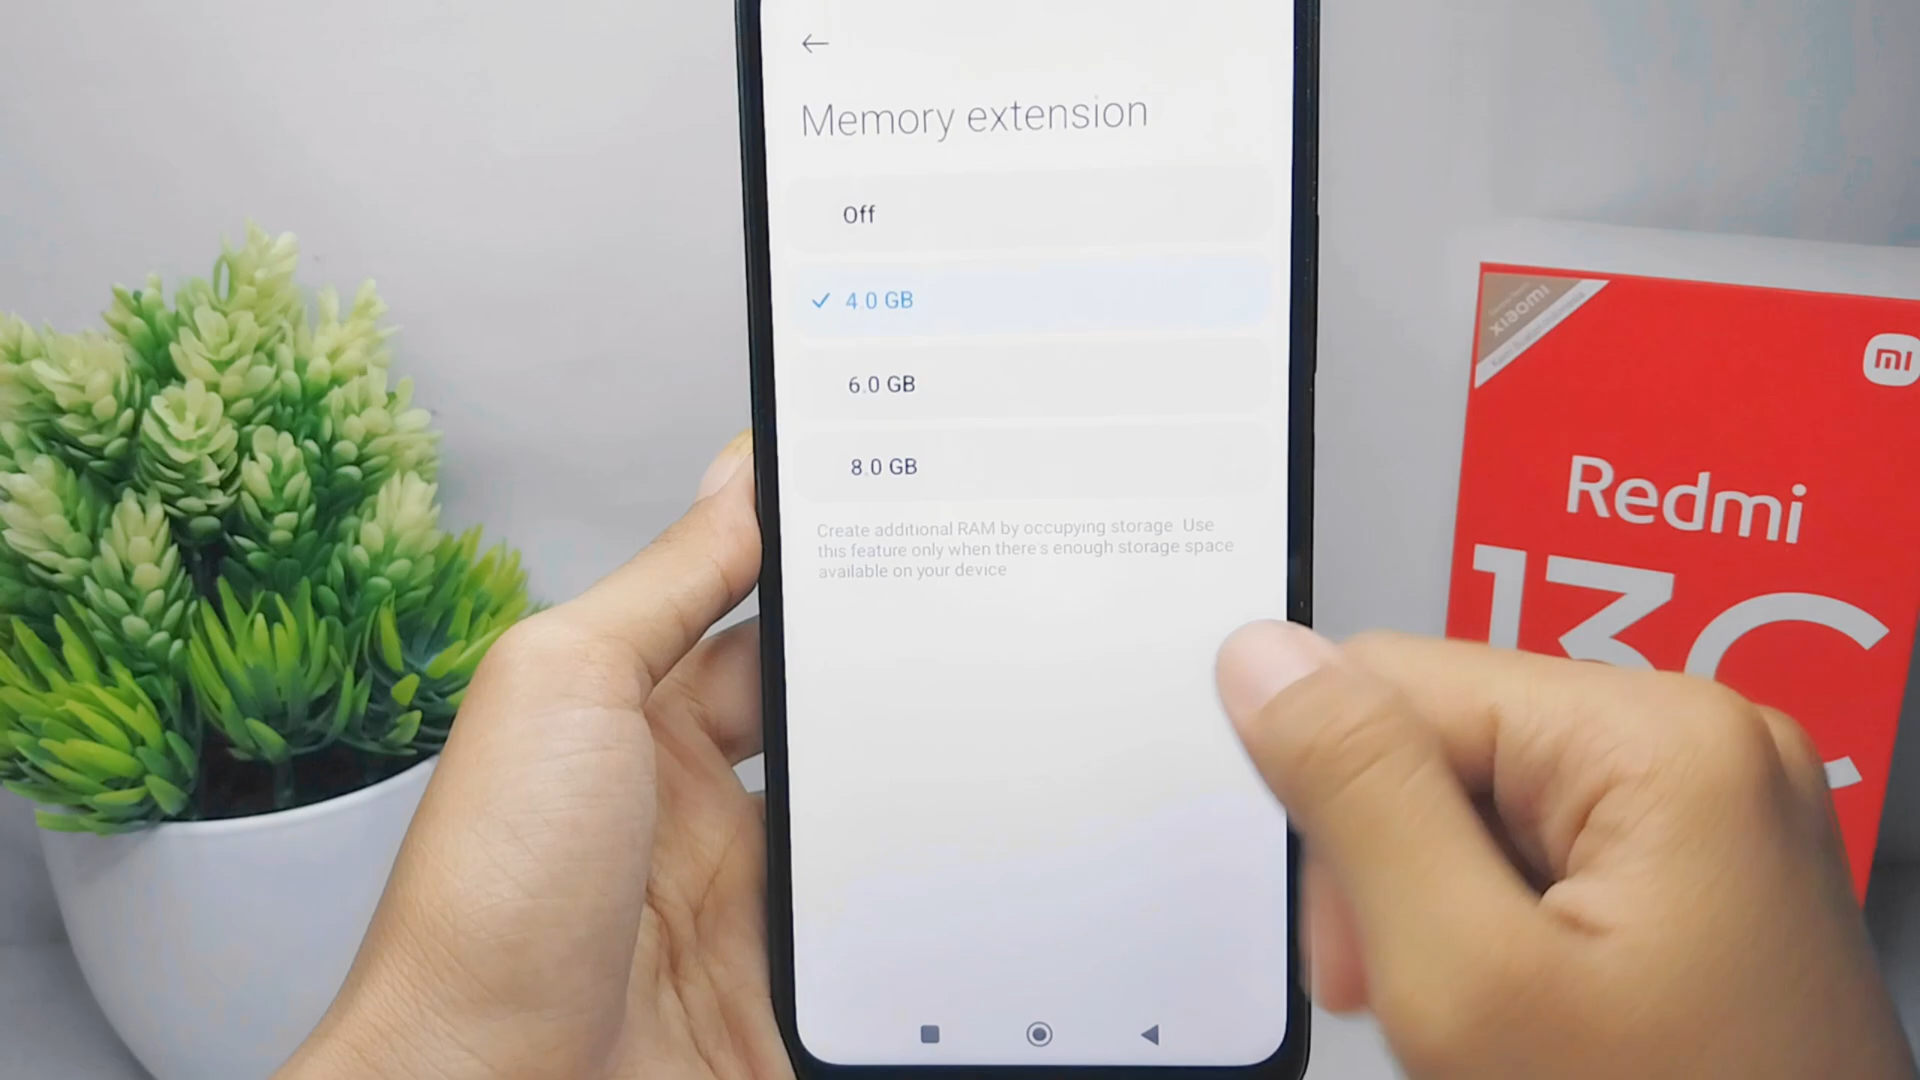 Memory extension
Off
4.0 GB
6.0 GB
8.0 GB
Create additional RAM by occupying storage. Use
this feature only when there's enough storage space
available on your device
xiaomi
mi
Redmi
13C